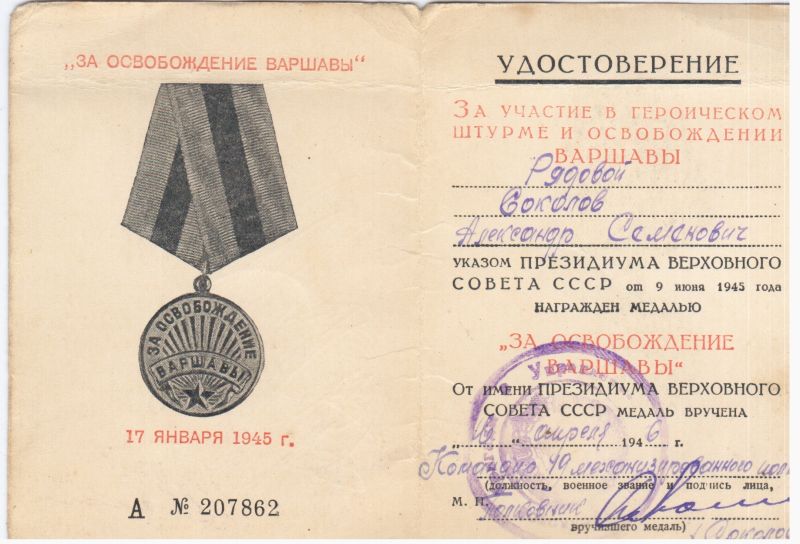 „ЗА ОСВОБОЖДЕНИЕ ВАРШАВЫ“
ЗА ОСВОБОЖДЕНИЕ
ВАРШАВЫ
17 ЯНВАРЯ 1945 г.
А № 207862
УДОСТОВЕРЕНИЕ
ЗА УЧАСТИЕ В ГЕРОИЧЕСКОМ
ШТУРМЕ И ОСВОБОЖДЕНИИ
ВАРШАВЫ
Рядовой
Соколов
Александр Семенович
УКАЗОМ ПРЕЗИДИУМА ВЕРХОВНОГО
СОВЕТА СССР от 9 июня 1945 года
НАГРАЖДЕН МЕДАЛЬЮ
„ЗА ОСВОБОЖДЕНИЕ
ВАРШАВЫ“
От имени ПРЕЗИДИУМА ВЕРХОВНОГО
СОВЕТА СССР МЕДАЛЬ ВРУЧЕНА
„ “ апреля 1946 г.
механизированного
(должность, военное звание и подпись лица,
М. П. полковник
вручившего медаль)